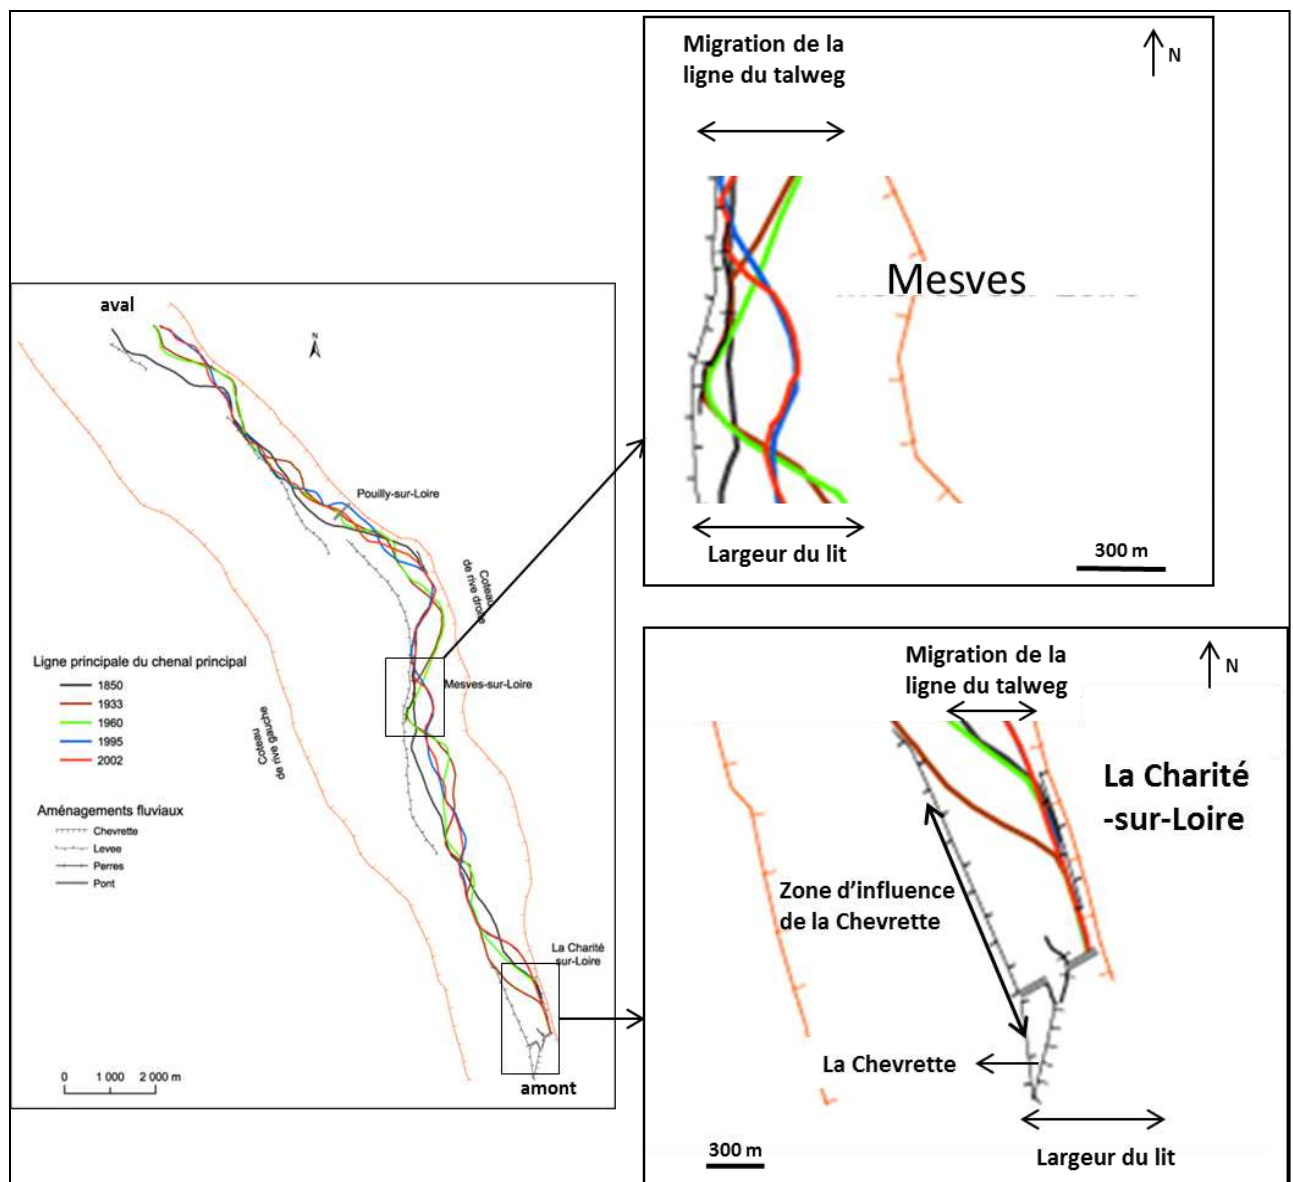 aval
N
Pouilly-sur-Loire
Coteau
de rive droite
Ligne principale du chenal principal
1850
1933
1960
1995
2002
Mesves-sur-Loire
Coteau
de rive gauche
Aménagements fluviaux
Chevrette
Levee
Perres
Pont
La Charité
sur-Loire
0 1 000 2 000 m
amont
Migration de la
ligne du talweg
N
Mesves
Largeur du lit
300 m
Migration de la
ligne du talweg
N
La Charité
-sur-Loire
Zone d'influence
de la Chevrette
La Chevrette
300 m
Largeur du lit